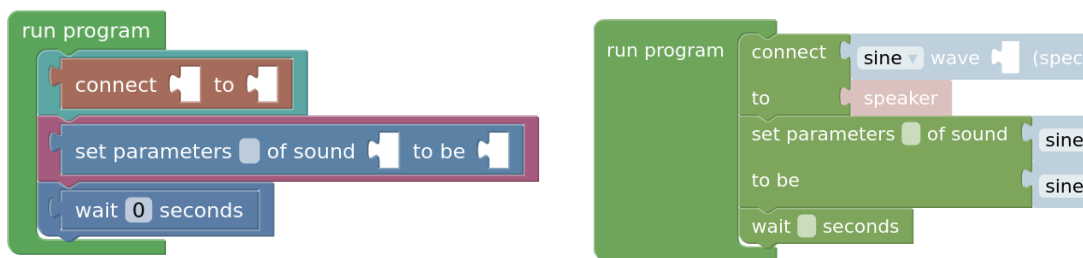 run program
connect to
set parameters of sound to be
wait 0 seconds
run program
connect sine ▾ wave (spec
to speaker
set parameters of sound sine
to be sine
wait seconds